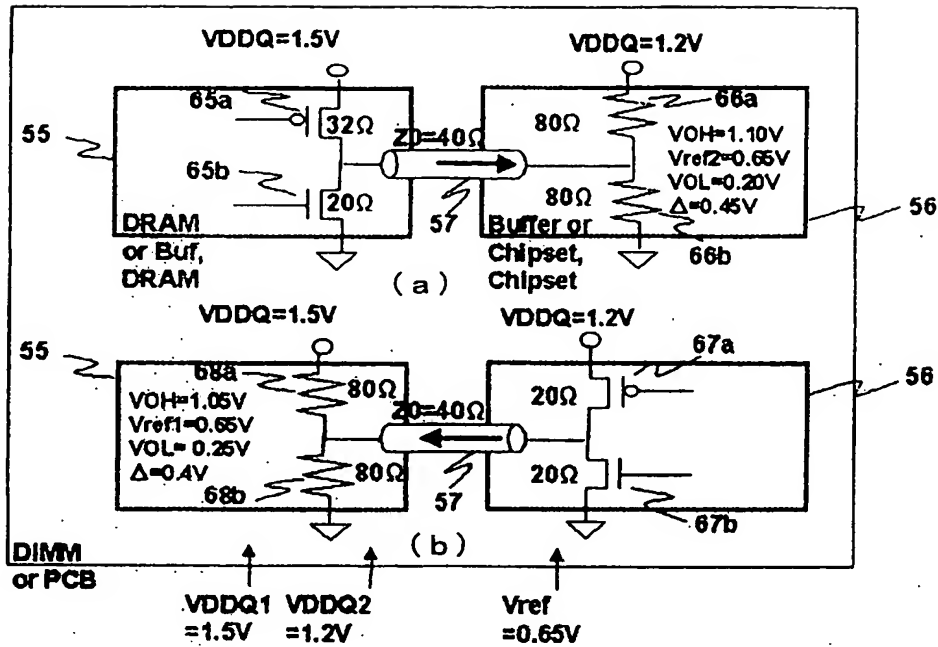 VDDQ=1.5V
VDDQ=1.2V
65a
66a
55
32Ω
Z0=40Ω
80Ω
VOH=1.10V
Vref2=0.65V
VOL=0.20V
Δ=0.45V
65b
20Ω
80Ω
57
56
DRAM
or Buf,
DRAM
Buffer or
Chipset,
Chipset
66b
(a)
VDDQ=1.5V
VDDQ=1.2V
55
68a
67a
80Ω
Z0=40Ω
20Ω
56
VOH=1.05V
Vref1=0.65V
VOL= 0.25V
Δ=0.4V
80Ω
20Ω
68b
57
67b
(b)
DIMM
or PCB
VDDQ1
=1.5V
VDDQ2
=1.2V
Vref
=0.65V